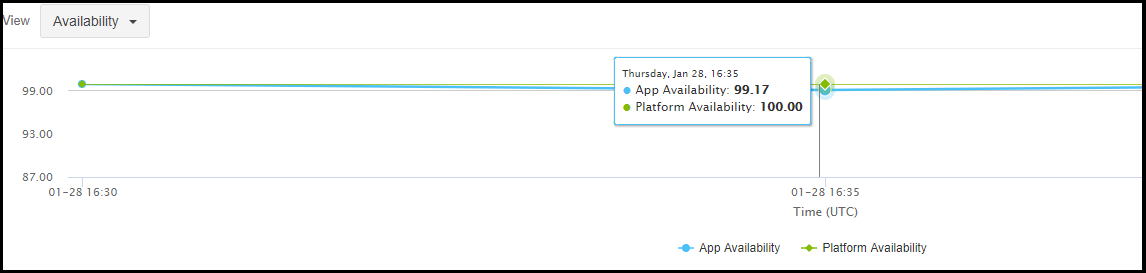 View Availability
Thursday, Jan 28, 16:35
App Availability: 99.17
Platform Availability: 100.00
99.00
93.00
87.00
01-28 16:30 01-28 16:35
Time (UTC)
App Availability Platform Availability